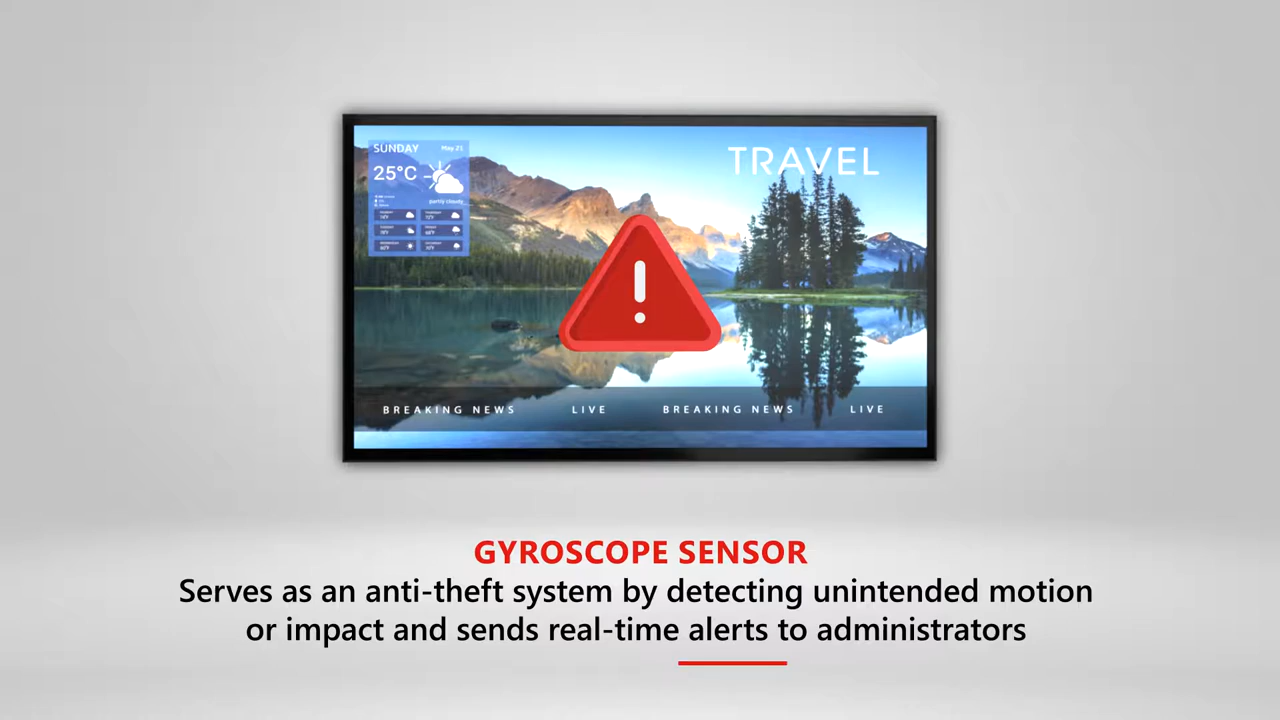 SUNDAY May 21
25°C
partly cloudy
TRAVEL
BREAKING NEWS LIVE BREAKING NEWS LIVE
GYROSCOPE SENSOR
Serves as an anti-theft system by detecting unintended motion
or impact and sends real-time alerts to administrators